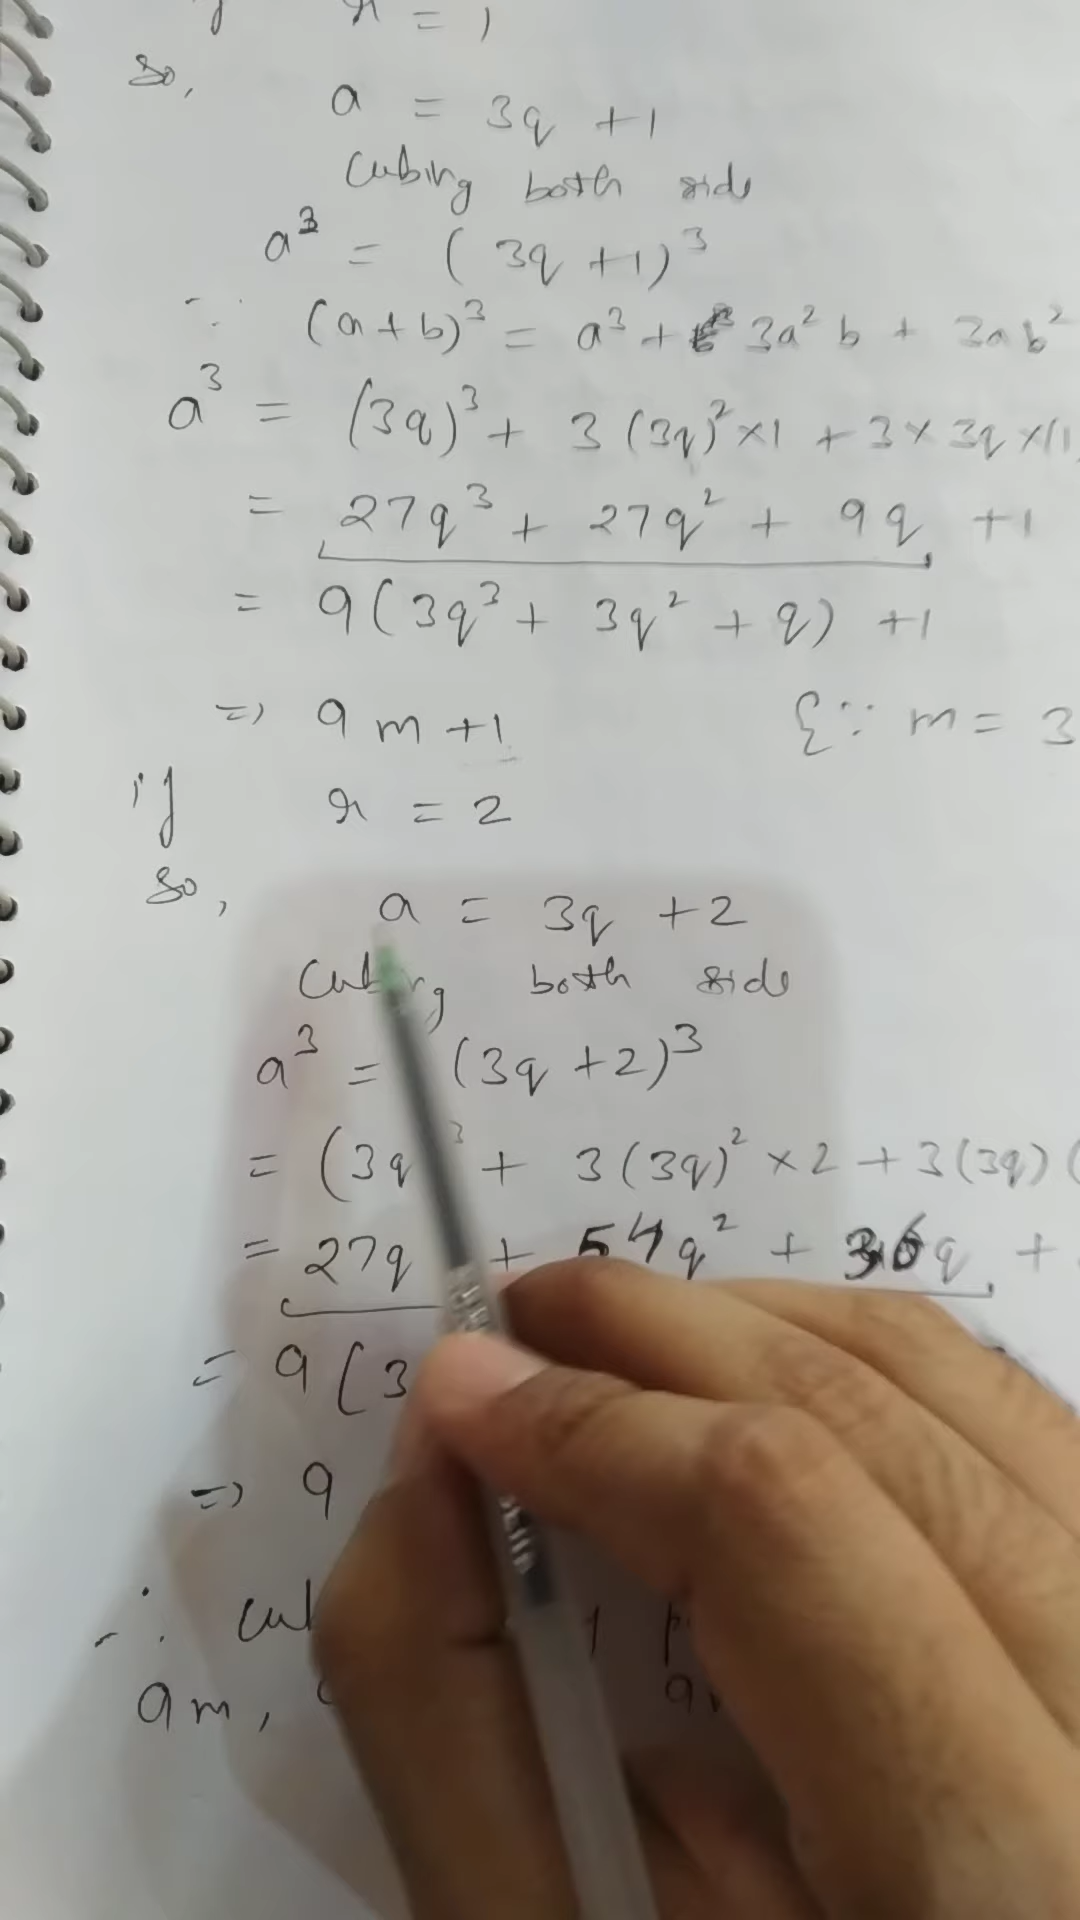 r = 1
So,
a = 3q + 1
Cubing both side
a³ = (3q + 1)³
∵ (a + b)³ = a³ + 3a²b + 3ab²
a³ = (3q)³ + 3(3q)² × 1 + 3 × 3q × (1
= 27q³ + 27q² + 9q + 1
= 9(3q³ + 3q² + q) + 1
⇒ 9m + 1 {∵ m = 3
if r = 2
So,
a = 3q + 2
Cubing both side
a³ = (3q + 2)³
= (3q ³ + 3(3q)² × 2 + 3(3q)(
= 27q + 54q² + 36q +
= 9(3
⇒ 9
∴
9m,